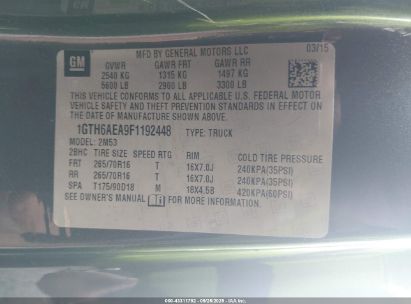 GM
MFD BY GENERAL MOTORS LLC 03/15
GVWR GAWR FRT GAWR RR
2540 KG 1315 KG 1497 KG
5600 LB 2900 LB 3300 LB
THIS VEHICLE CONFORMS TO ALL APPLICABLE U.S. FEDERAL MOTOR
VEHICLE SAFETY AND THEFT PREVENTION STANDARDS IN EFFECT ON
THE DATE OF MANUFACTURE SHOWN ABOVE.
1GTH6AEA9F1192448 TYPE: TRUCK
MODEL: 2M53
2BHC TIRE SIZE SPEED RTG RIM COLD TIRE PRESSURE
FRT 265/70R16 T 16X7.0J 240KPA(35PSI)
RR 265/70R16 T 16X7.0J 240KPA(35PSI)
SPA T175/90D18 M 18X4.5B 420KPA(60PSI)
SEE OWNER'S MANUAL FOR ADDITIONAL INFORMATION.